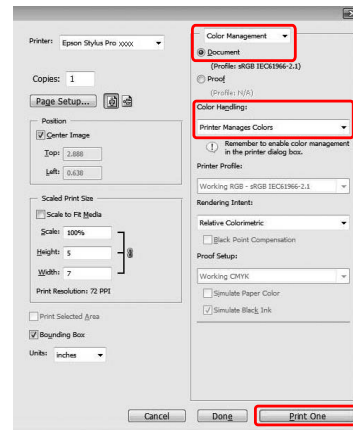 Printer: Epson Stylus Pro xxxx
Copies: 1
Page Setup...
Position
Center Image
Top: 2.888
Left: 0.638
Scaled Print Size
Scale to Fit Media
Scale: 100%
Height: 5
Width: 7
Print Resolution: 72 PPI
Print Selected Area
Bounding Box
Units: inches
Color Management
Document
(Profile: sRGB IEC61966-2.1)
Proof
(Profile: N/A)
Color Handling:
Printer Manages Colors
Remember to enable color management
in the printer dialog box.
Printer Profile:
Working RGB - sRGB IEC61966-2.1
Rendering Intent:
Relative Colorimetric
Black Point Compensation
Proof Setup:
Working CMYK
Simulate Paper Color
Simulate Black Ink
Cancel
Done
Print One